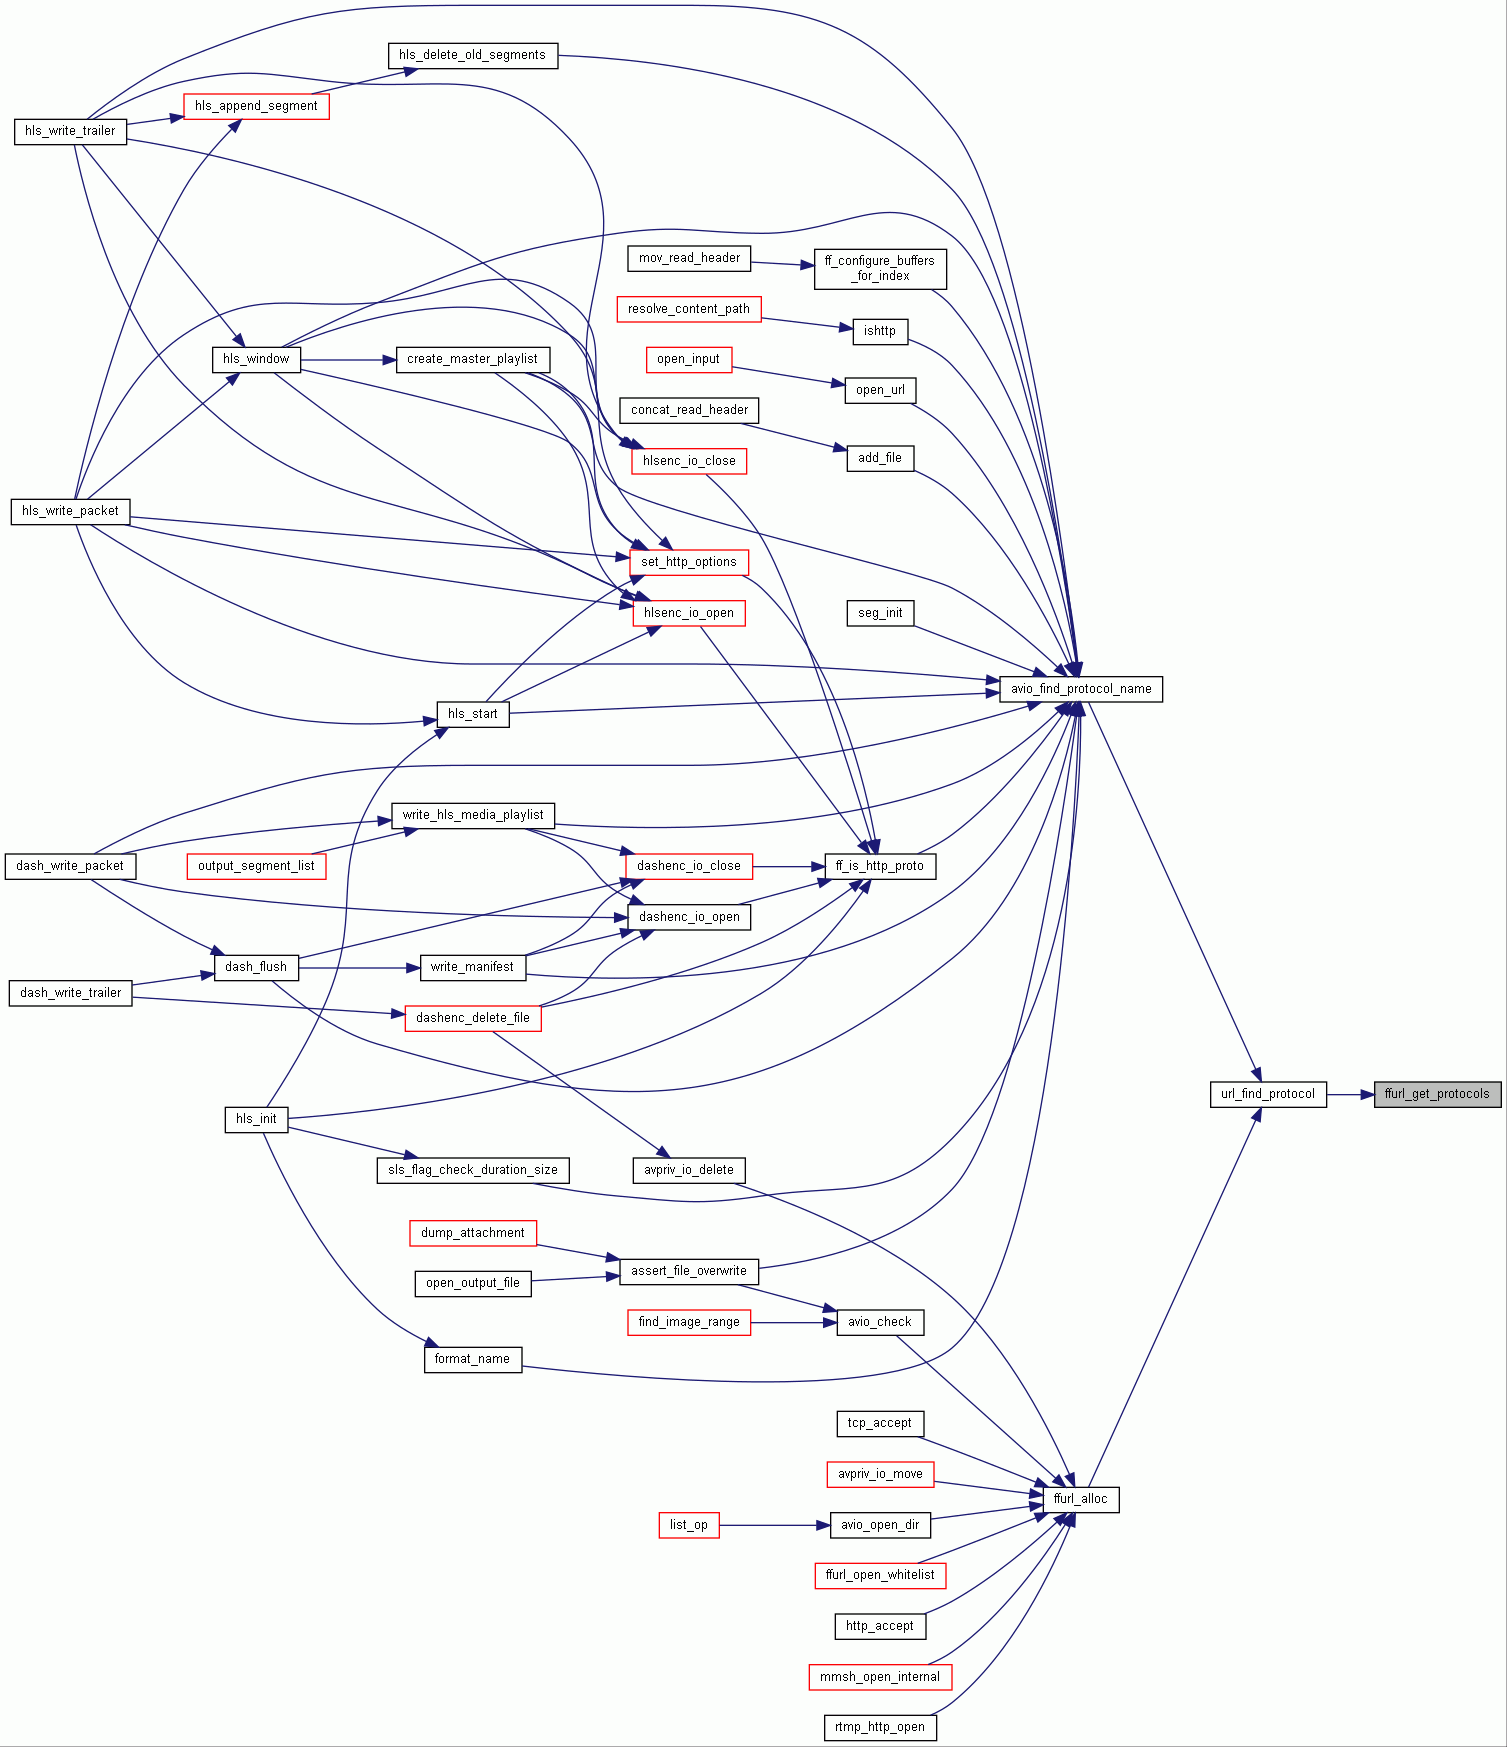 hls_delete_old_segments
hls_append_segment
hls_write_trailer
mov_read_header
ff_configure_buffers
_for_index
resolve_content_path
ishttp
hls_window
create_master_playlist
open_input
open_url
concat_read_header
add_file
hlsenc_io_close
hls_write_packet
set_http_options
seg_init
hlsenc_io_open
avio_find_protocol_name
hls_start
write_hls_media_playlist
dash_write_packet
output_segment_list
dashenc_io_close
ff_is_http_proto
dashenc_io_open
dash_flush
write_manifest
dash_write_trailer
dashenc_delete_file
url_find_protocol
ffurl_get_protocols
hls_init
sls_flag_check_duration_size
avpriv_io_delete
dump_attachment
assert_file_overwrite
open_output_file
find_image_range
avio_check
format_name
tcp_accept
avpriv_io_move
ffurl_alloc
list_op
avio_open_dir
ffurl_open_whitelist
http_accept
mmsh_open_internal
rtmp_http_open